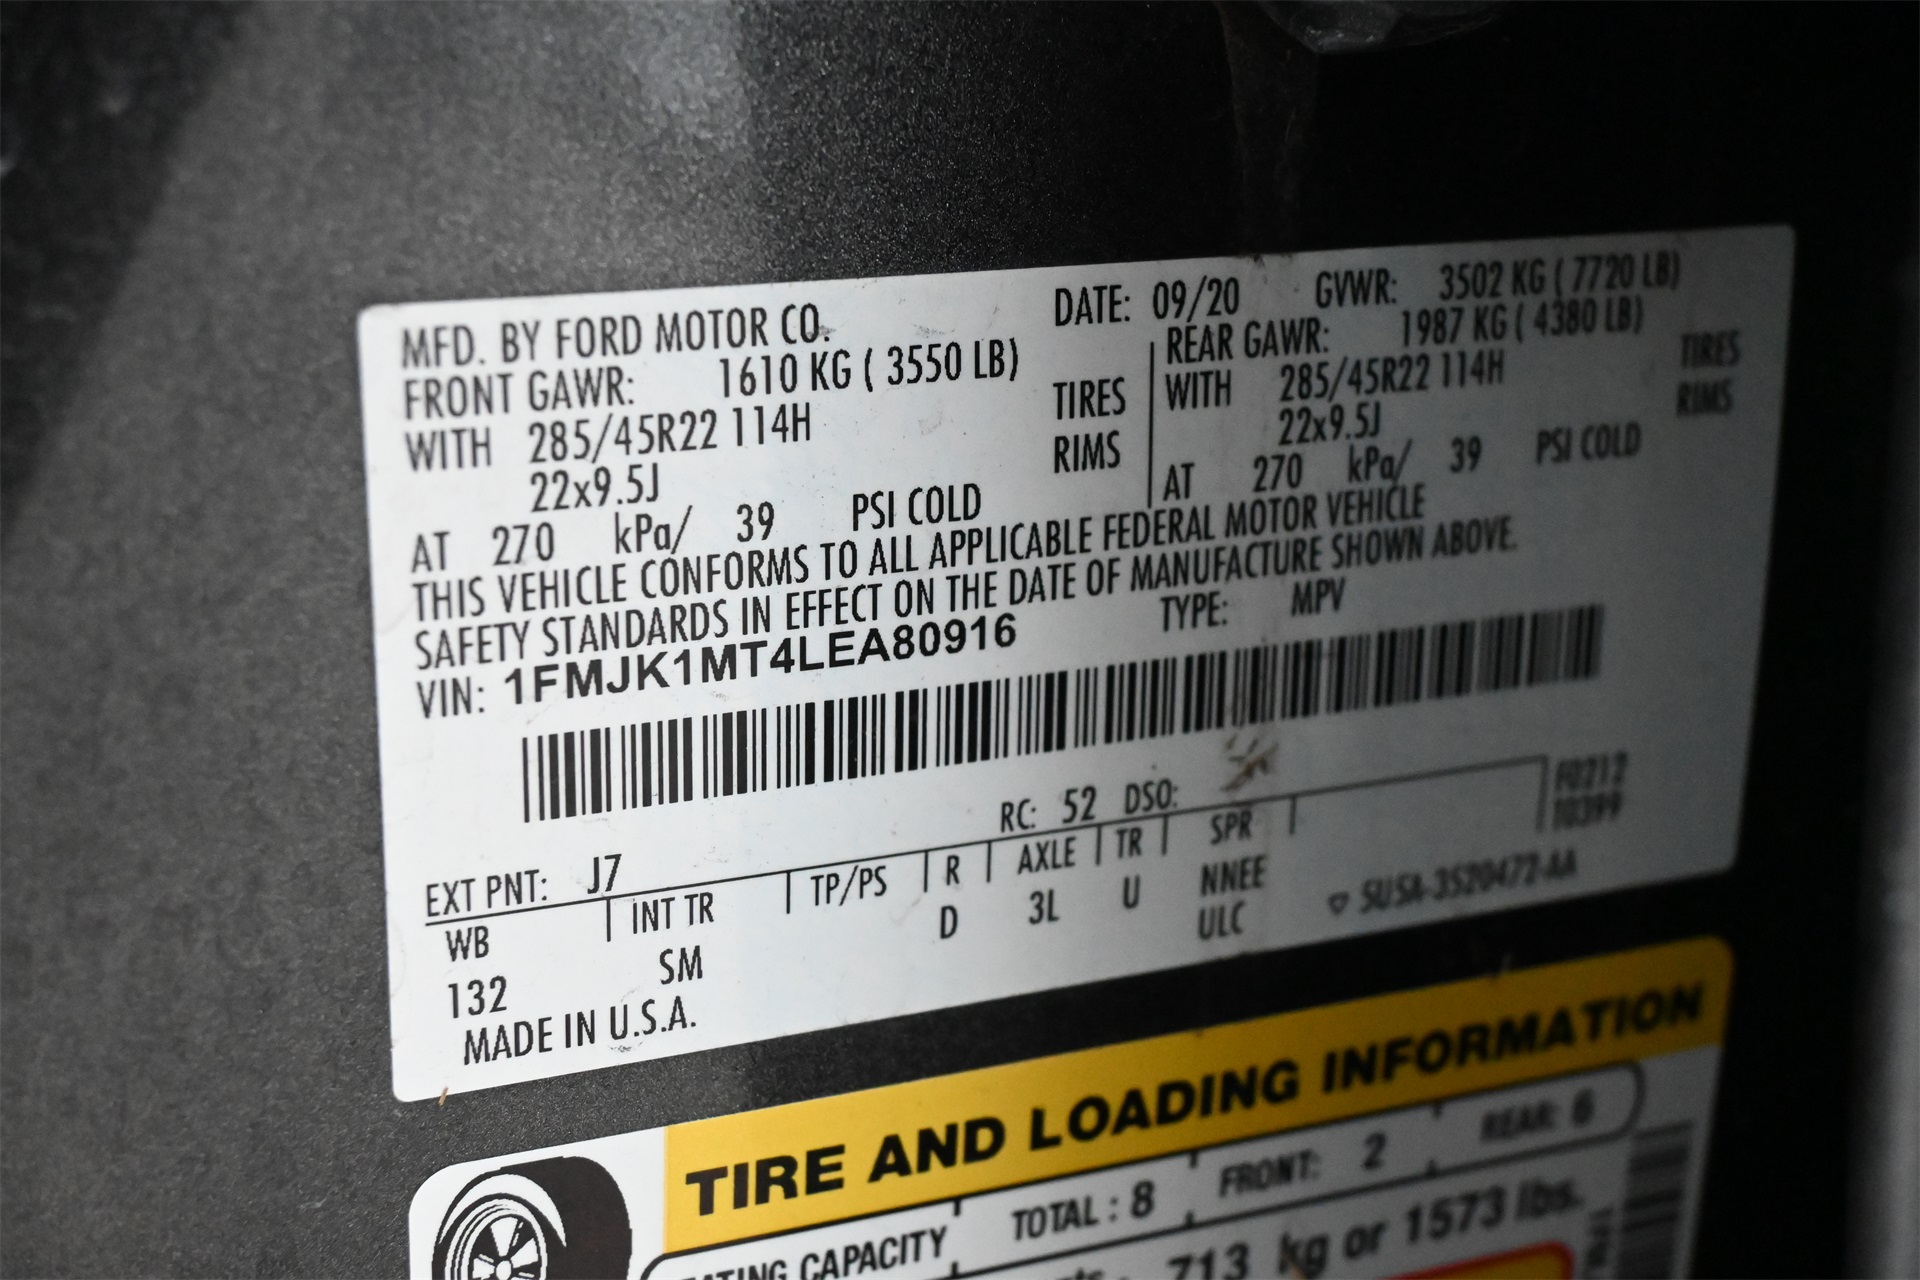 MFD. BY FORD MOTOR CO. DATE: 09/20 GVWR: 3502 KG ( 7720 LB)
FRONT GAWR: 1610 KG ( 3550 LB) REAR GAWR: 1987 KG ( 4380 LB)
WITH 285/45R22 114H TIRES WITH 285/45R22 114H TIRES
22x9.5J RIMS 22x9.5J RIMS
AT 270 kPa/ 39 PSI COLD AT 270 kPa/ 39 PSI COLD
THIS VEHICLE CONFORMS TO ALL APPLICABLE FEDERAL MOTOR VEHICLE
SAFETY STANDARDS IN EFFECT ON THE DATE OF MANUFACTURE SHOWN ABOVE.
VIN: 1FMJK1MT4LEA80916 TYPE: MPV
F0212
T0399
EXT PNT: J7 RC: 52 DSO:
WB INT TR TP/PS R AXLE TR SPR
132 SM D 3L U NNEE
ULC
5U5A-3520472-AA
MADE IN U.S.A.
TIRE AND LOADING INFORMATION
CAPACITY TOTAL : 8 FRONT: 2 REAR: 6
713 kg or 1573 lbs.